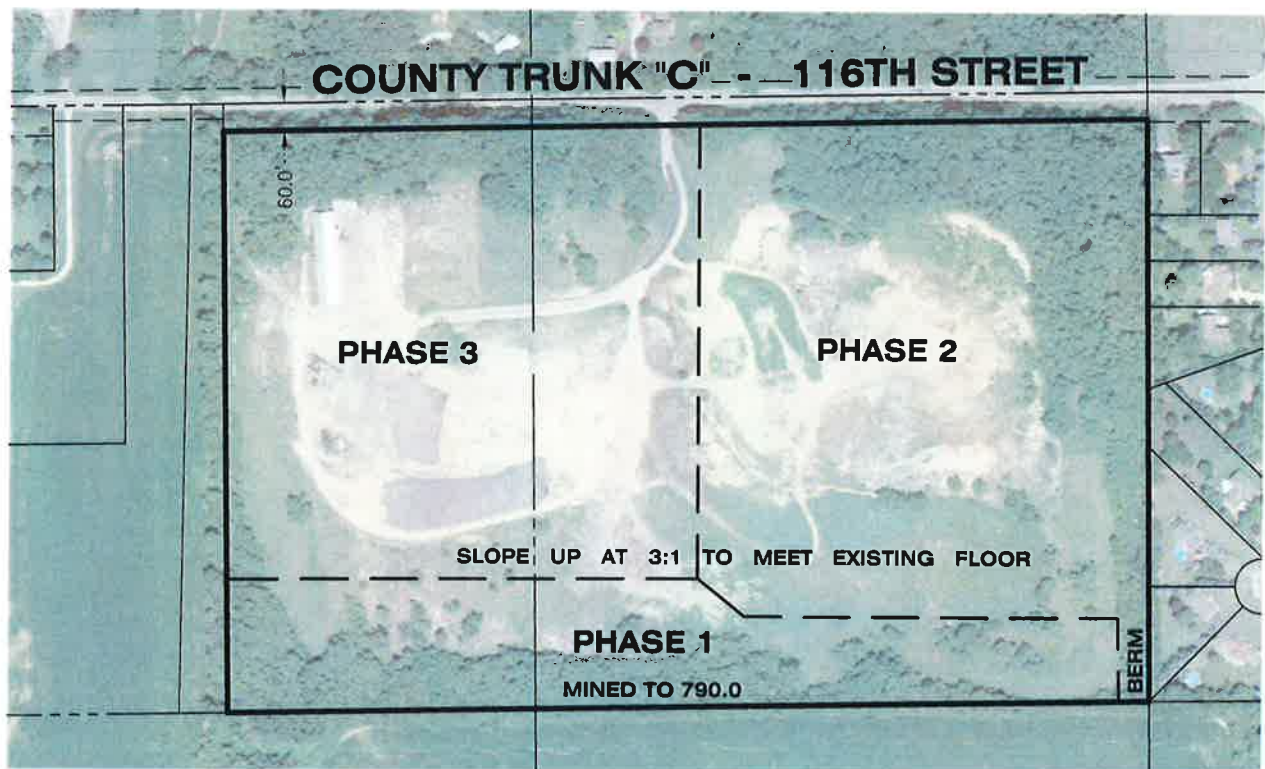 COUNTY TRUNK "C" - 116TH STREET
60.0'
PHASE 3
PHASE 2
SLOPE UP AT 3:1 TO MEET EXISTING FLOOR
PHASE 1
MINED TO 790.0
BERM